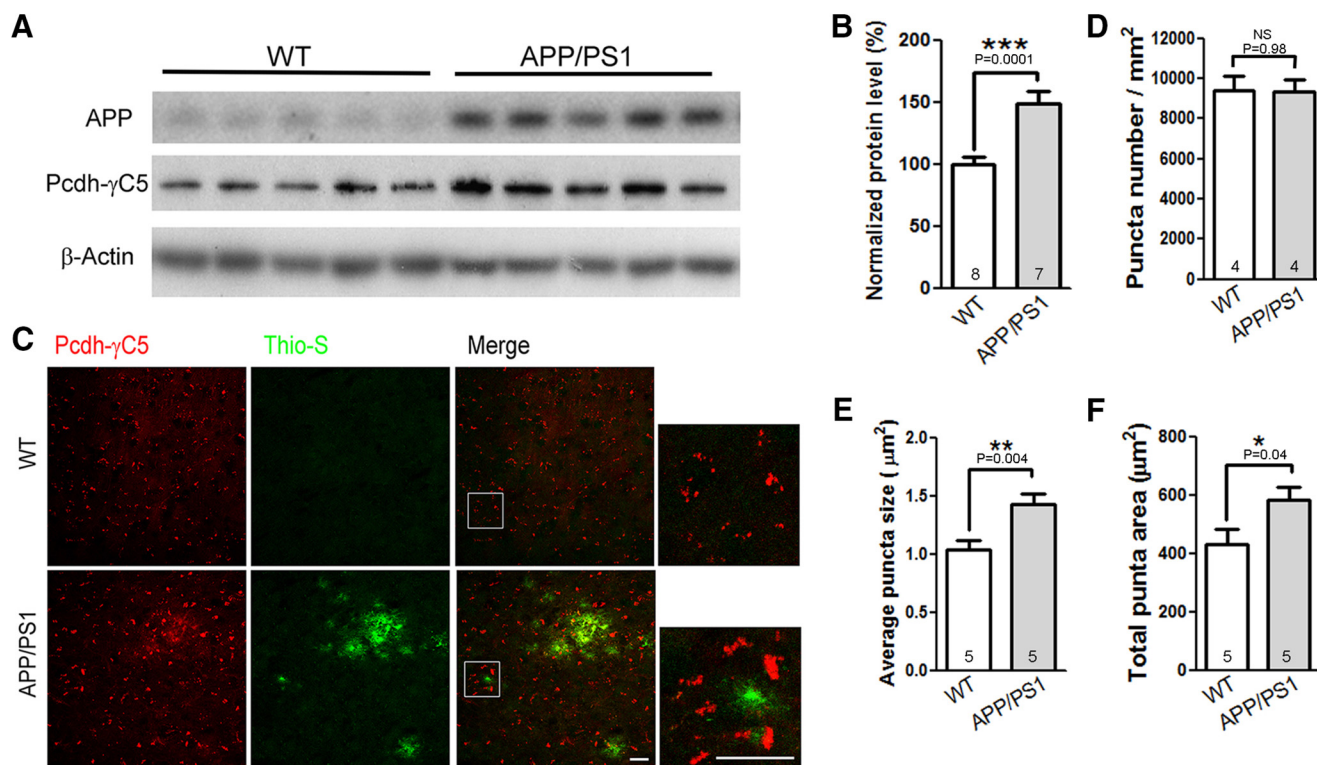 A
WT
APP/PS1
APP
Pcdh-γC5
β-Actin
B
Normalized protein level (%)
200
150
100
50
0
***
P=0.0001
8
7
WT
APP/PS1
D
Puncta number / mm²
12000
10000
8000
6000
4000
2000
0
NS
P=0.98
4
4
WT
APP/PS1
C
Pcdh-γC5
Thio-S
Merge
WT
APP/PS1
E
Average puncta size ( μm²)
2.0
1.5
1.0
0.5
0.0
**
P=0.004
5
5
WT
APP/PS1
F
Total punta area (μm²)
800
600
400
200
0
*
P=0.04
5
5
WT
APP/PS1